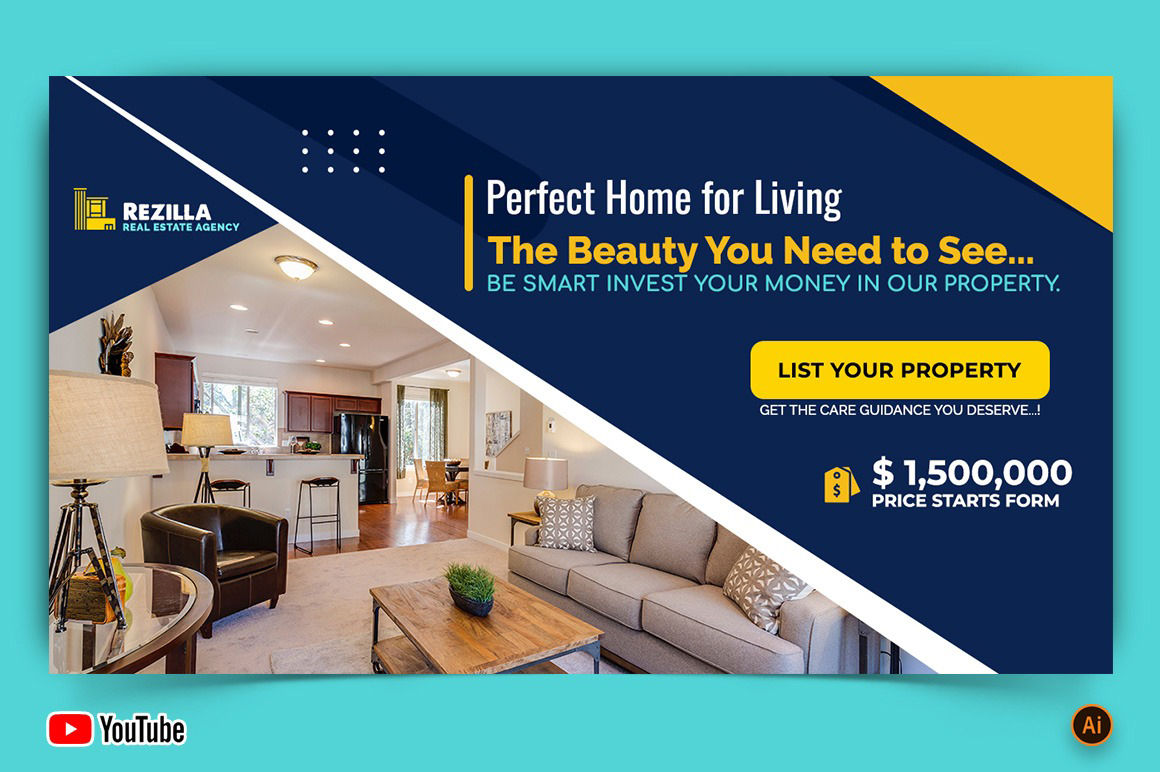 REZILLA
REAL ESTATE AGENCY
Perfect Home for Living
The Beauty You Need to See...
BE SMART INVEST YOUR MONEY IN OUR PROPERTY.
LIST YOUR PROPERTY
GET THE CARE GUIDANCE YOU DESERVE...!
$
$ 1,500,000
PRICE STARTS FORM
YouTube
Ai